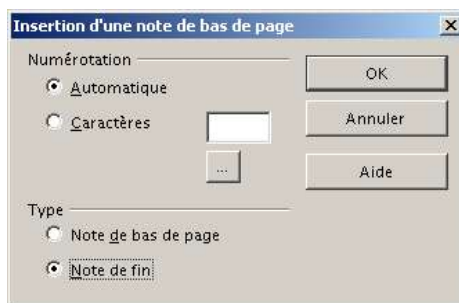 Insertion d'une note de bas de page
Numérotation
Automatique
Caractères
...
OK
Annuler
Aide
Type
Note de bas de page
Note de fin